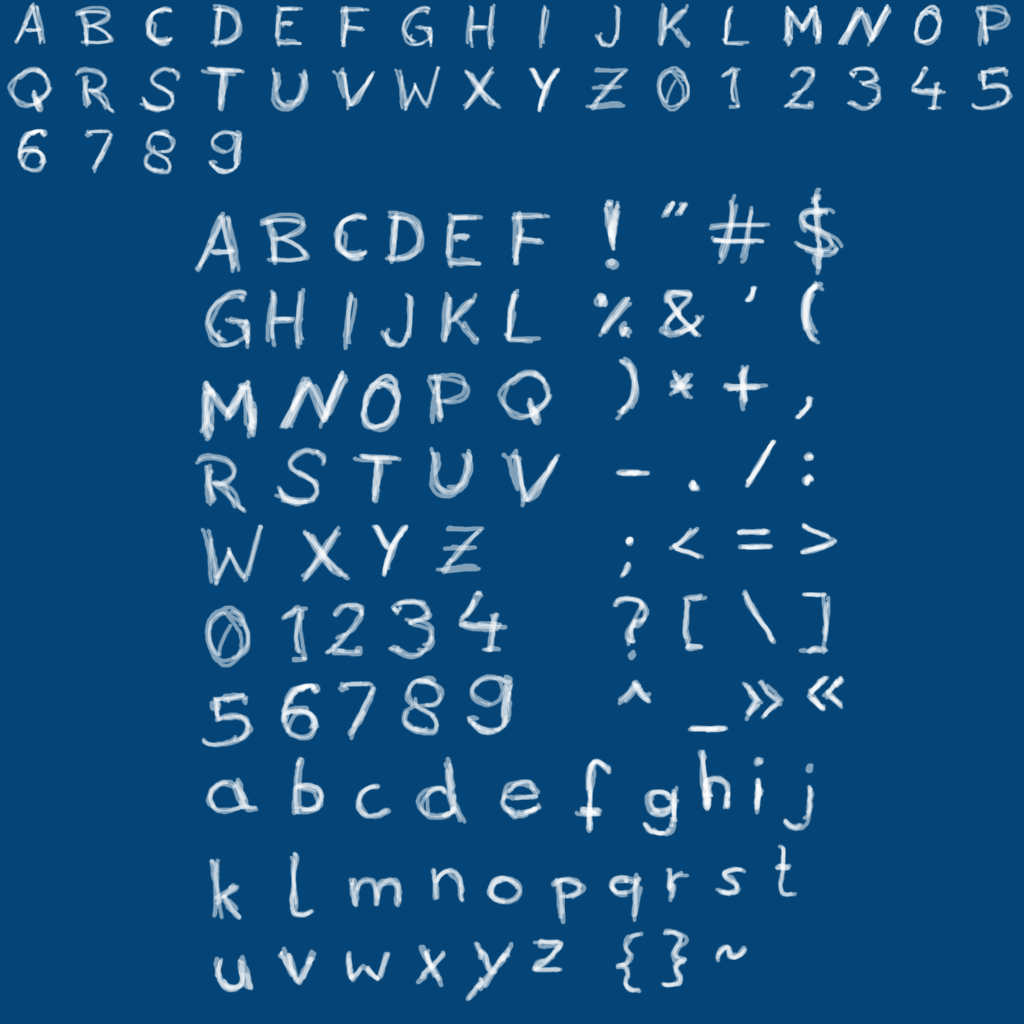 A B C D E F G H I J K L M N O P
Q R S T U V W X Y Z 0 1 2 3 4 5
6 7 8 9
A B C D E F ! " # $
G H I J K L % & ' (
M N O P Q ) * + ,
R S T U V - . / :
W X Y Z ; < = >
0 1 2 3 4 ? [ \ ]
5 6 7 8 9 ^ _ » «
a b c d e f g h i j
k l m n o p q r s t
u v w x y z { } ~